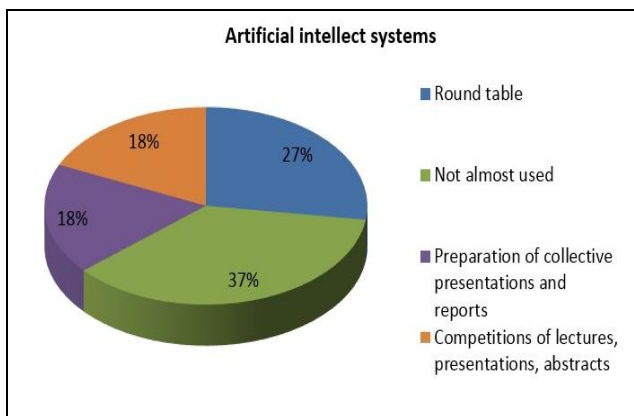 Artificial intellect systems
18%
27%
18%
37%
Round table
Not almost used
Preparation of collective
presentations and
reports
Competitions of lectures,
presentations, abstracts